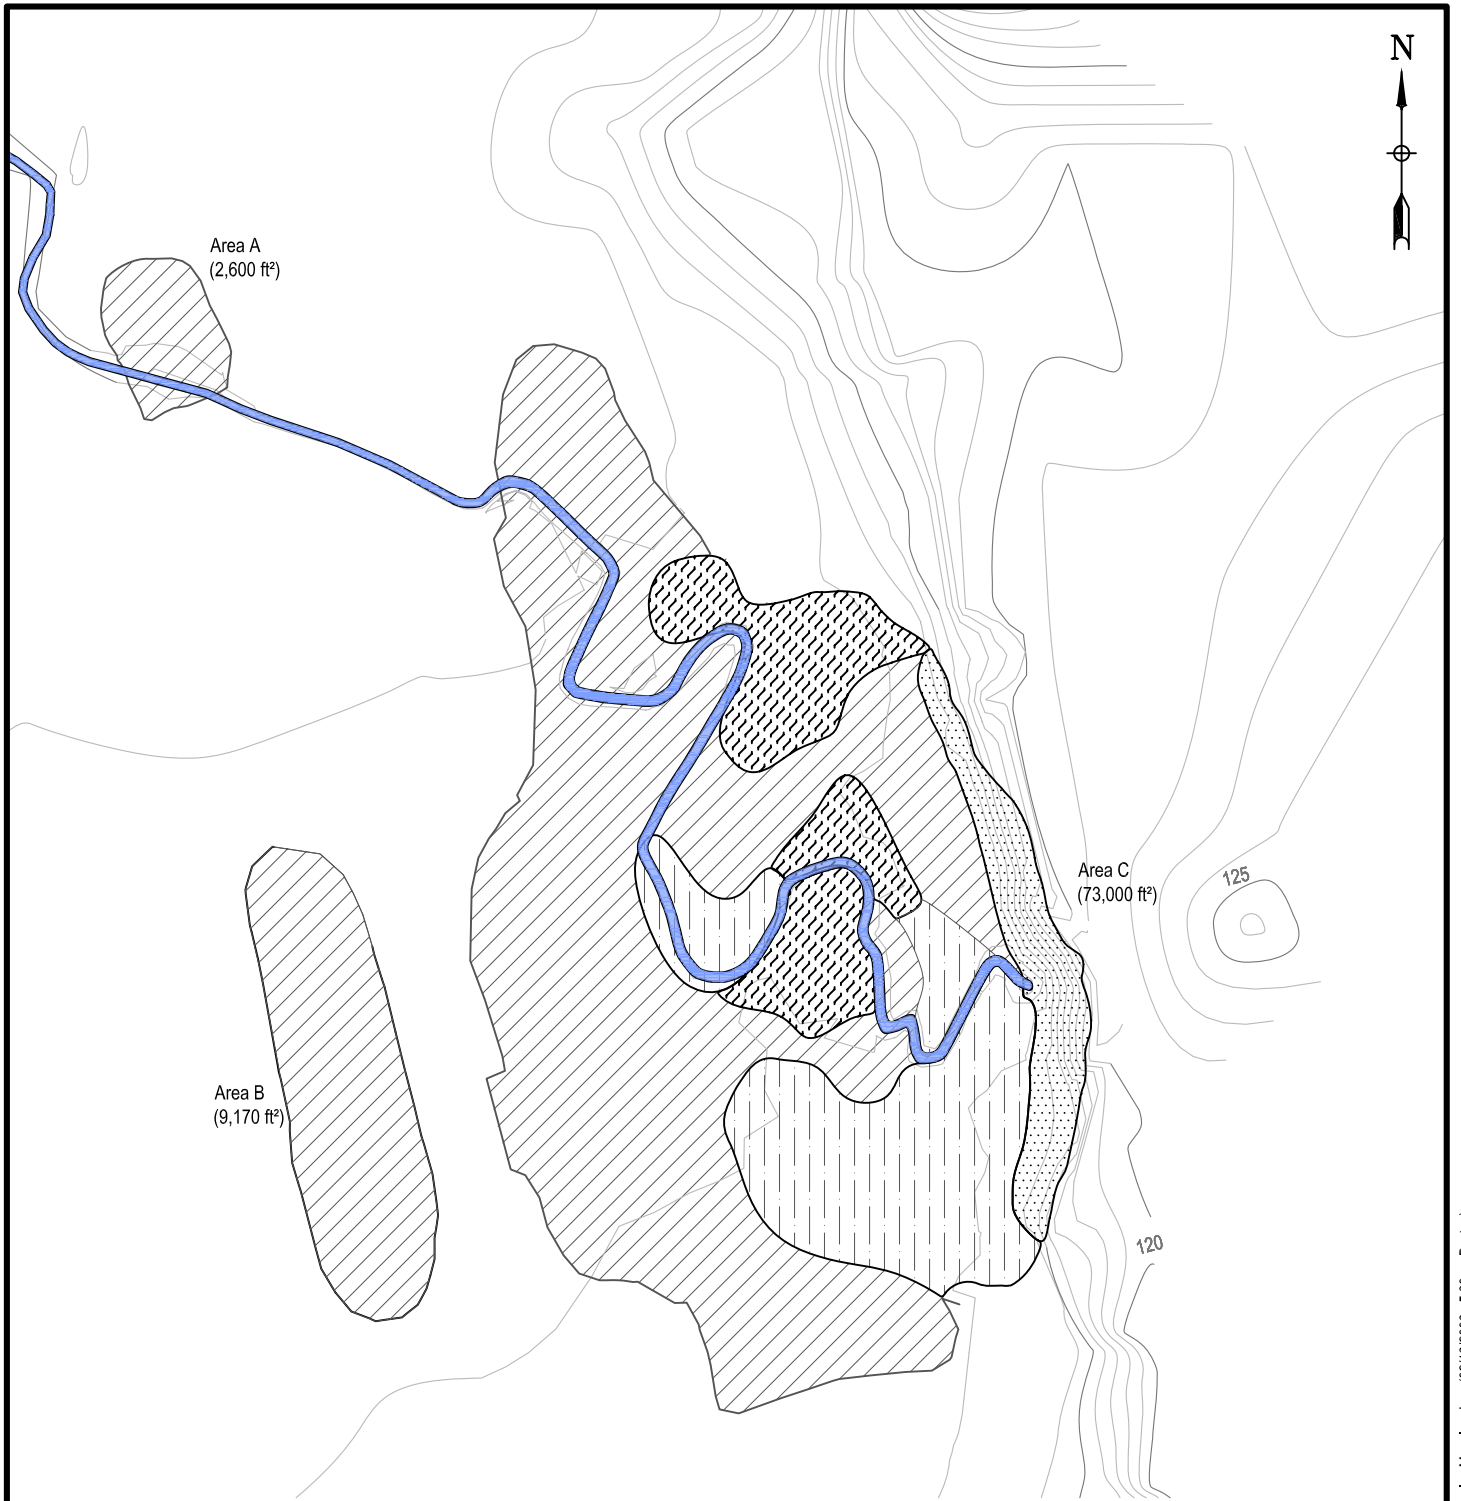 N
Area A
(2,600 ft²)
Area C
(73,000 ft²)
125
Area B
(9,170 ft²)
120